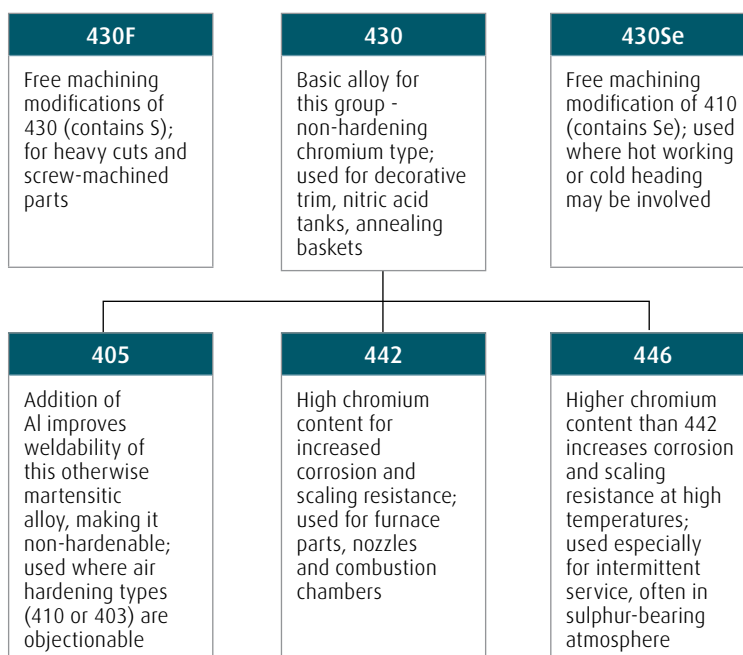 430F
Free machining
modifications of
430 (contains S);
for heavy cuts and
screw-machined
parts
430
Basic alloy for
this group -
non-hardening
chromium type;
used for decorative
trim, nitric acid
tanks, annealing
baskets
430Se
Free machining
modification of 410
(contains Se); used
where hot working
or cold heading
may be involved
405
Addition of
Al improves
weldability of
this otherwise
martensitic
alloy, making it
non-hardenable;
used where air
hardening types
(410 or 403) are
objectionable
442
High chromium
content for
increased
corrosion and
scaling resistance;
used for furnace
parts, nozzles
and combustion
chambers
446
Higher chromium
content than 442
increases corrosion
and scaling
resistance at high
temperatures;
used especially
for intermittent
service, often in
sulphur-bearing
atmosphere